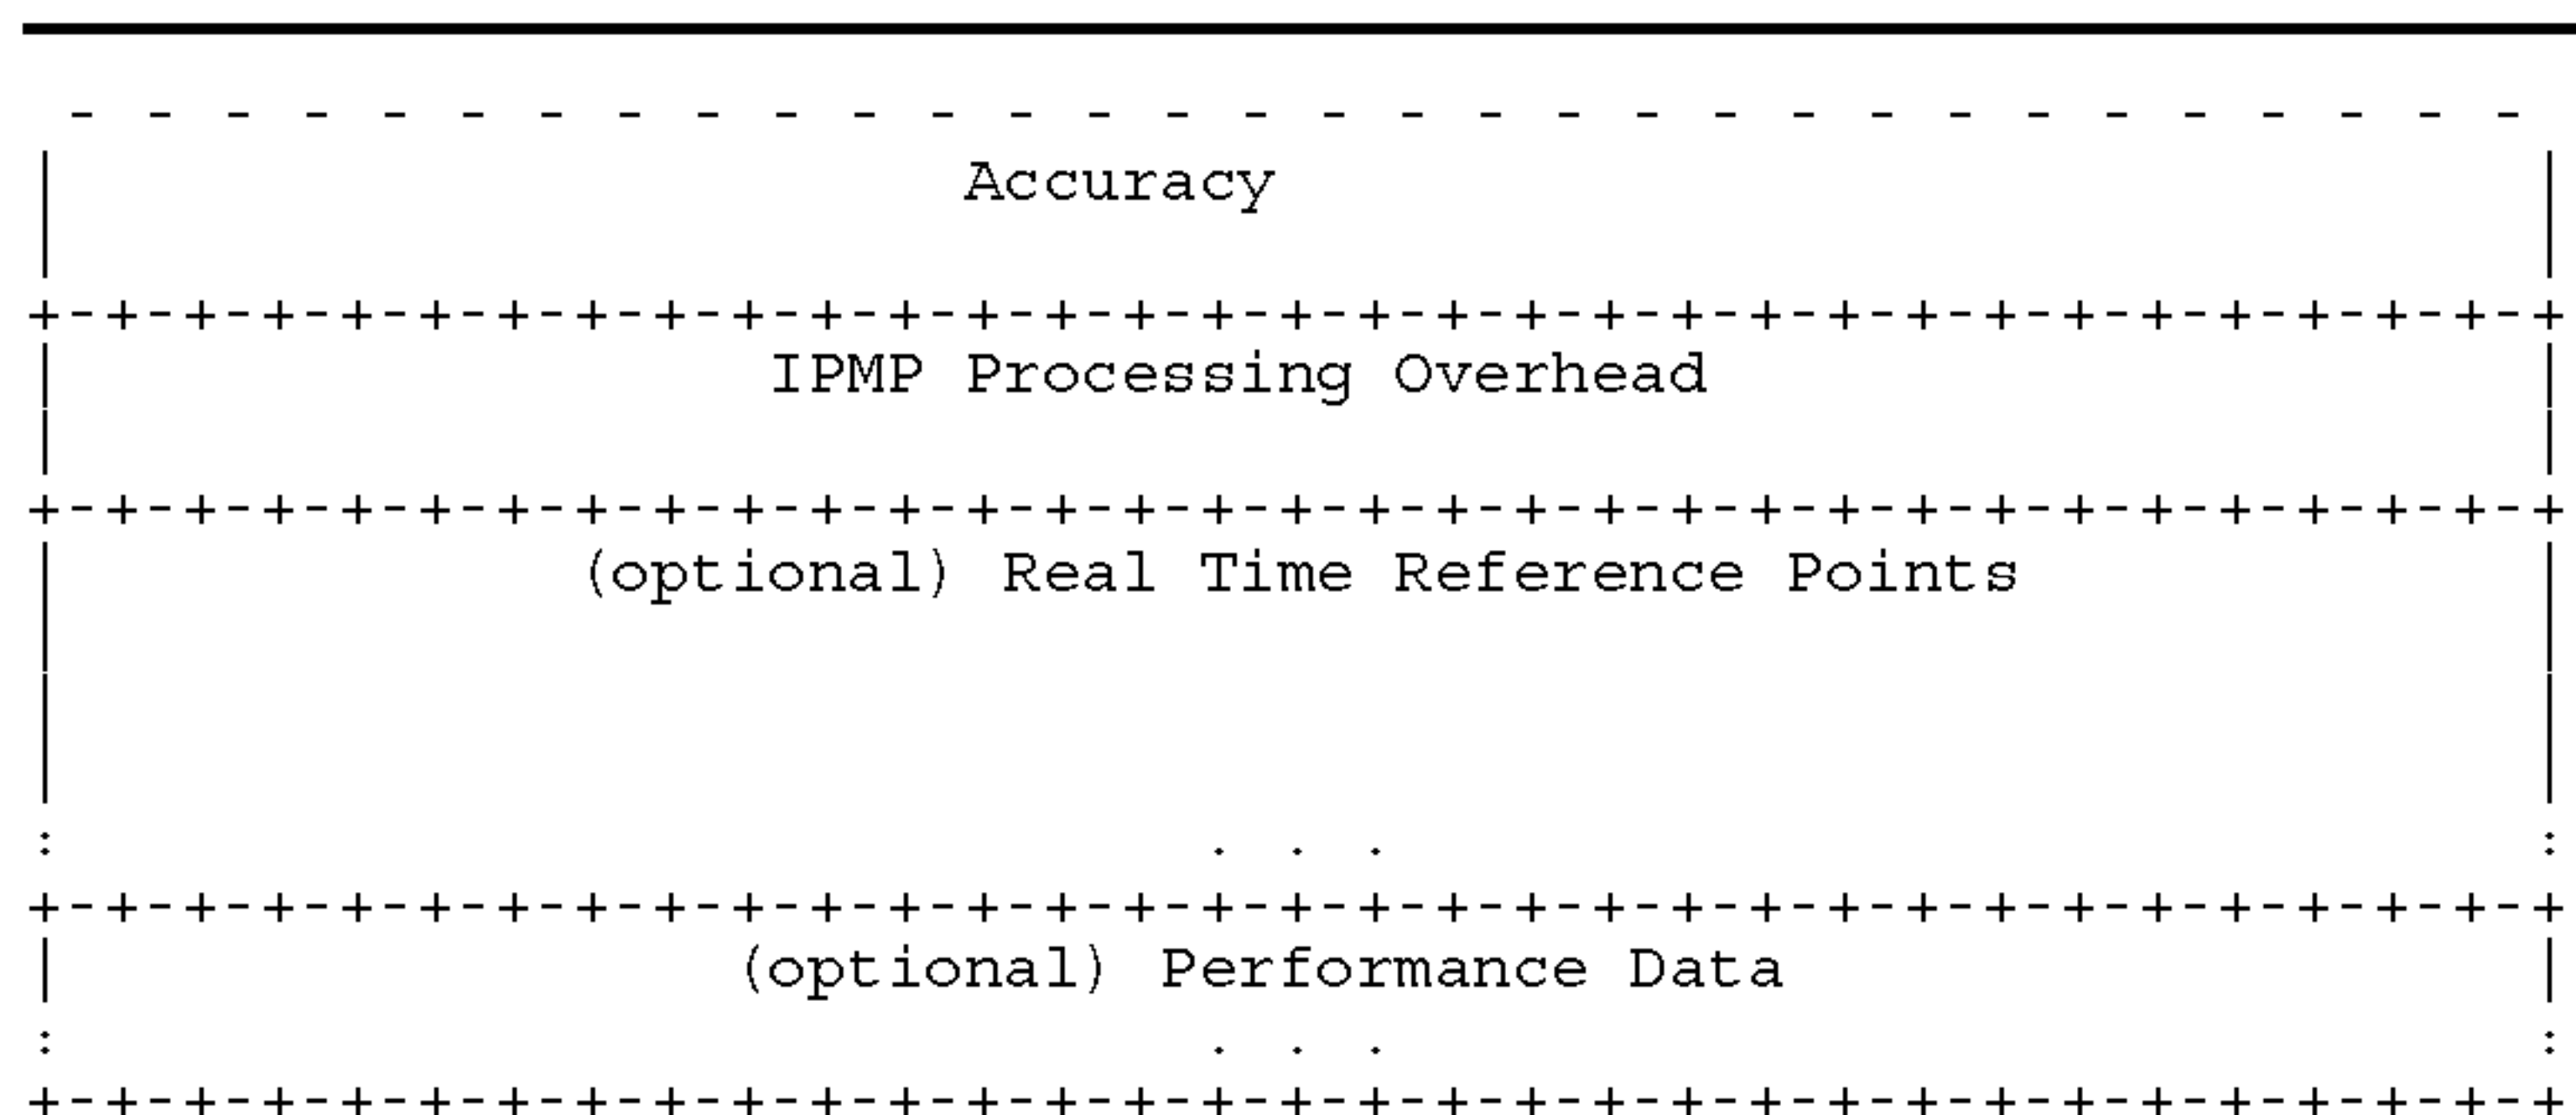 - - - - - - - - - - - - - - - - - - - - - - - - - - - - - - - -
| Accuracy |
| |
+-+-+-+-+-+-+-+-+-+-+-+-+-+-+-+-+-+-+-+-+-+-+-+-+-+-+-+-+-+-+-+-+
| IPMP Processing Overhead |
| |
+-+-+-+-+-+-+-+-+-+-+-+-+-+-+-+-+-+-+-+-+-+-+-+-+-+-+-+-+-+-+-+-+
| (optional) Real Time Reference Points |
| |
| |
| |
: . . . :
+-+-+-+-+-+-+-+-+-+-+-+-+-+-+-+-+-+-+-+-+-+-+-+-+-+-+-+-+-+-+-+-+
| (optional) Performance Data |
: . . . :
+-+-+-+-+-+-+-+-+-+-+-+-+-+-+-+-+-+-+-+-+-+-+-+-+-+-+-+-+-+-+-+-+